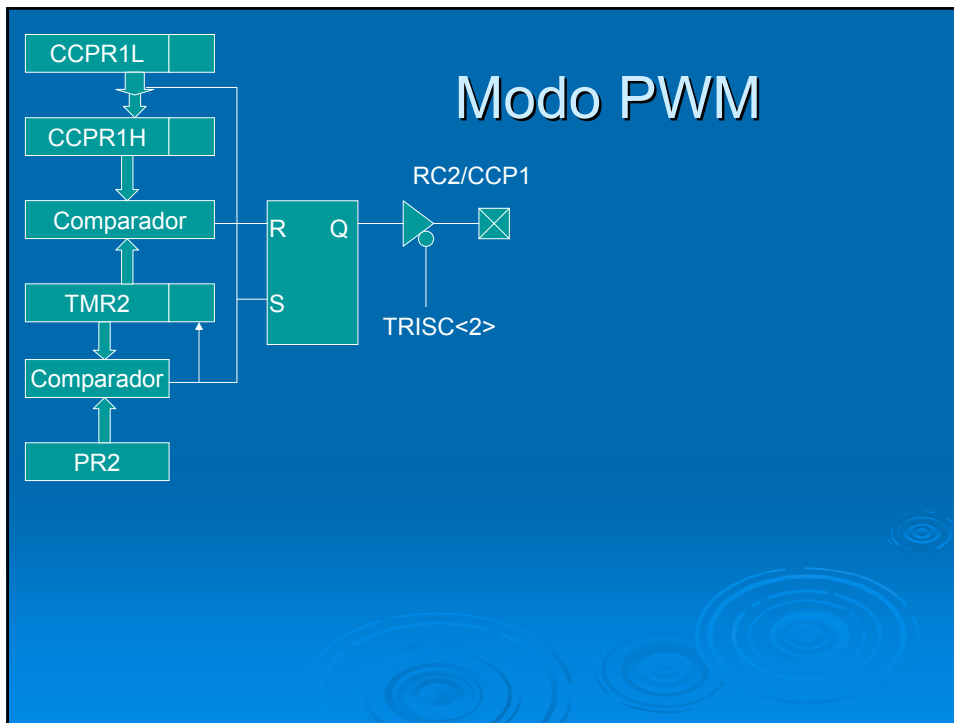 Modo PWM
CCPR1L
CCPR1H
Comparador
TMR2
Comparador
PR2
R Q
S
RC2/CCP1
TRISC<2>